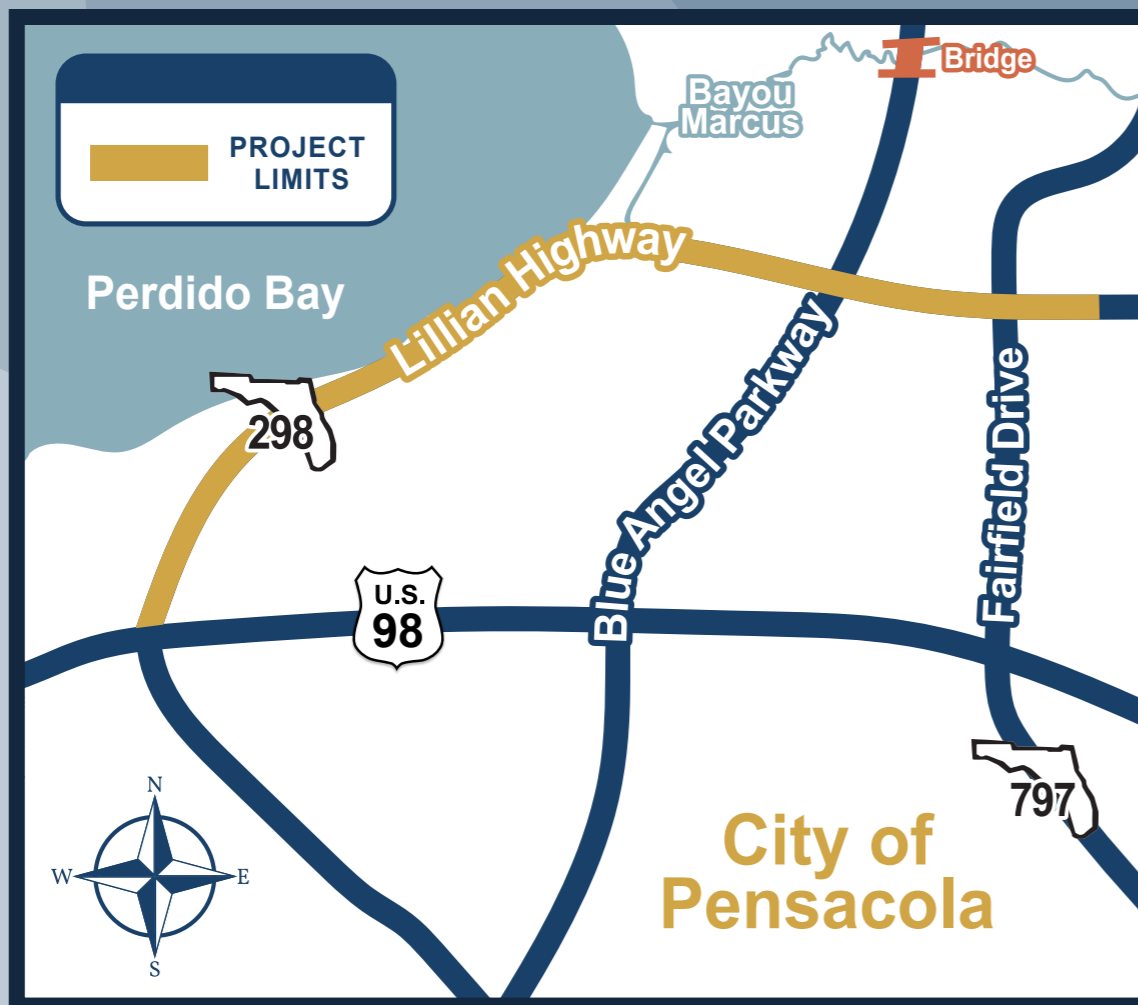 PROJECT
LIMITS
Bridge
Bayou
Marcus
Lillian Highway
Perdido Bay
298
Blue Angel Parkway
Fairfield Drive
U.S.
98
797
City of
Pensacola
N
W
E
S